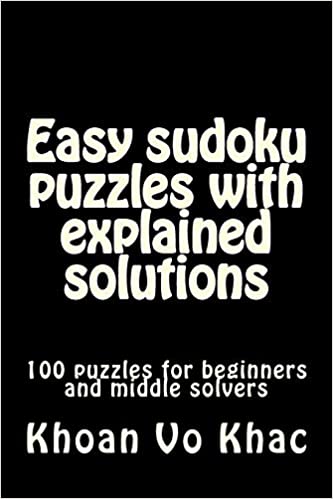 Easy sudoku
puzzles with
explained
solutions
100 puzzles for beginners
and middle solvers
Khoan Vo Khac